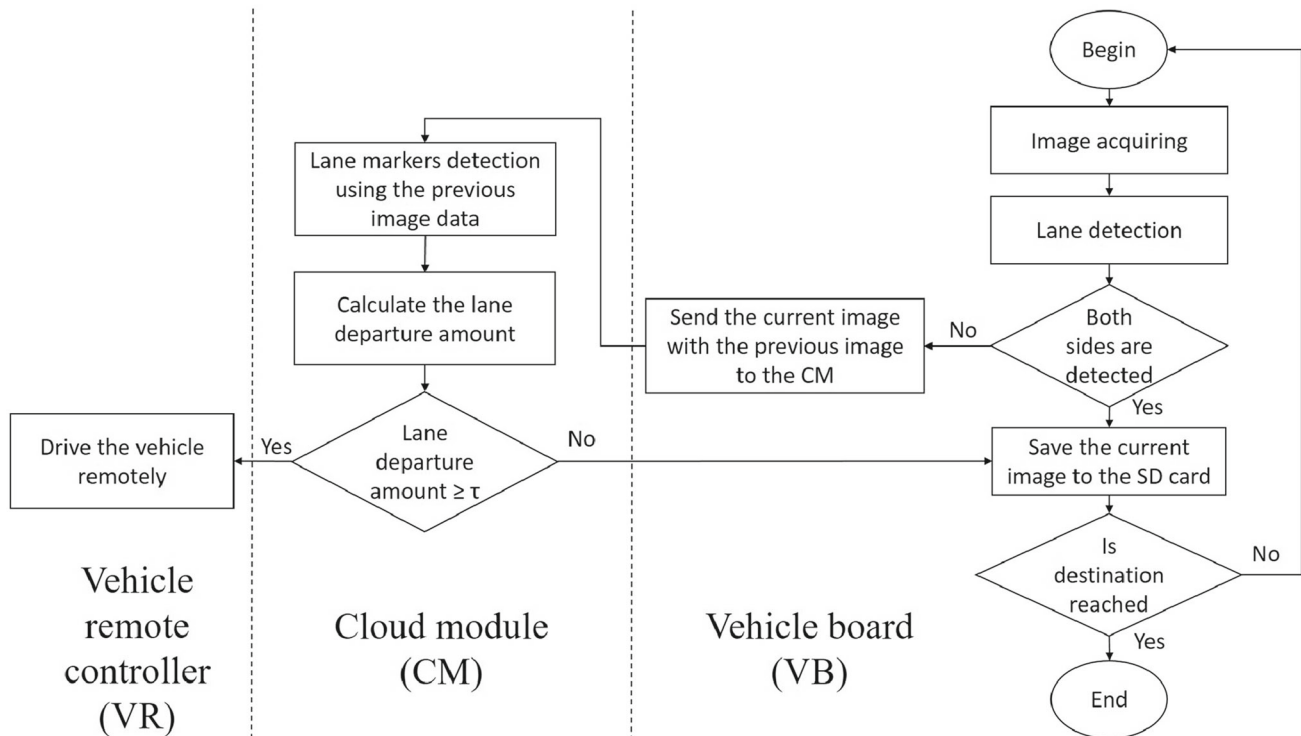 Begin
Image acquiring
Lane detection
Both
sides are
detected
No
Yes
Send the current image
with the previous image
to the CM
Lane markers detection
using the previous
image data
Calculate the lane
departure amount
Lane
departure
amount ≥ τ
Yes
No
Drive the vehicle
remotely
Save the current
image to the SD card
Is
destination
reached
No
Yes
End
Vehicle
remote
controller
(VR)
Cloud module
(CM)
Vehicle board
(VB)